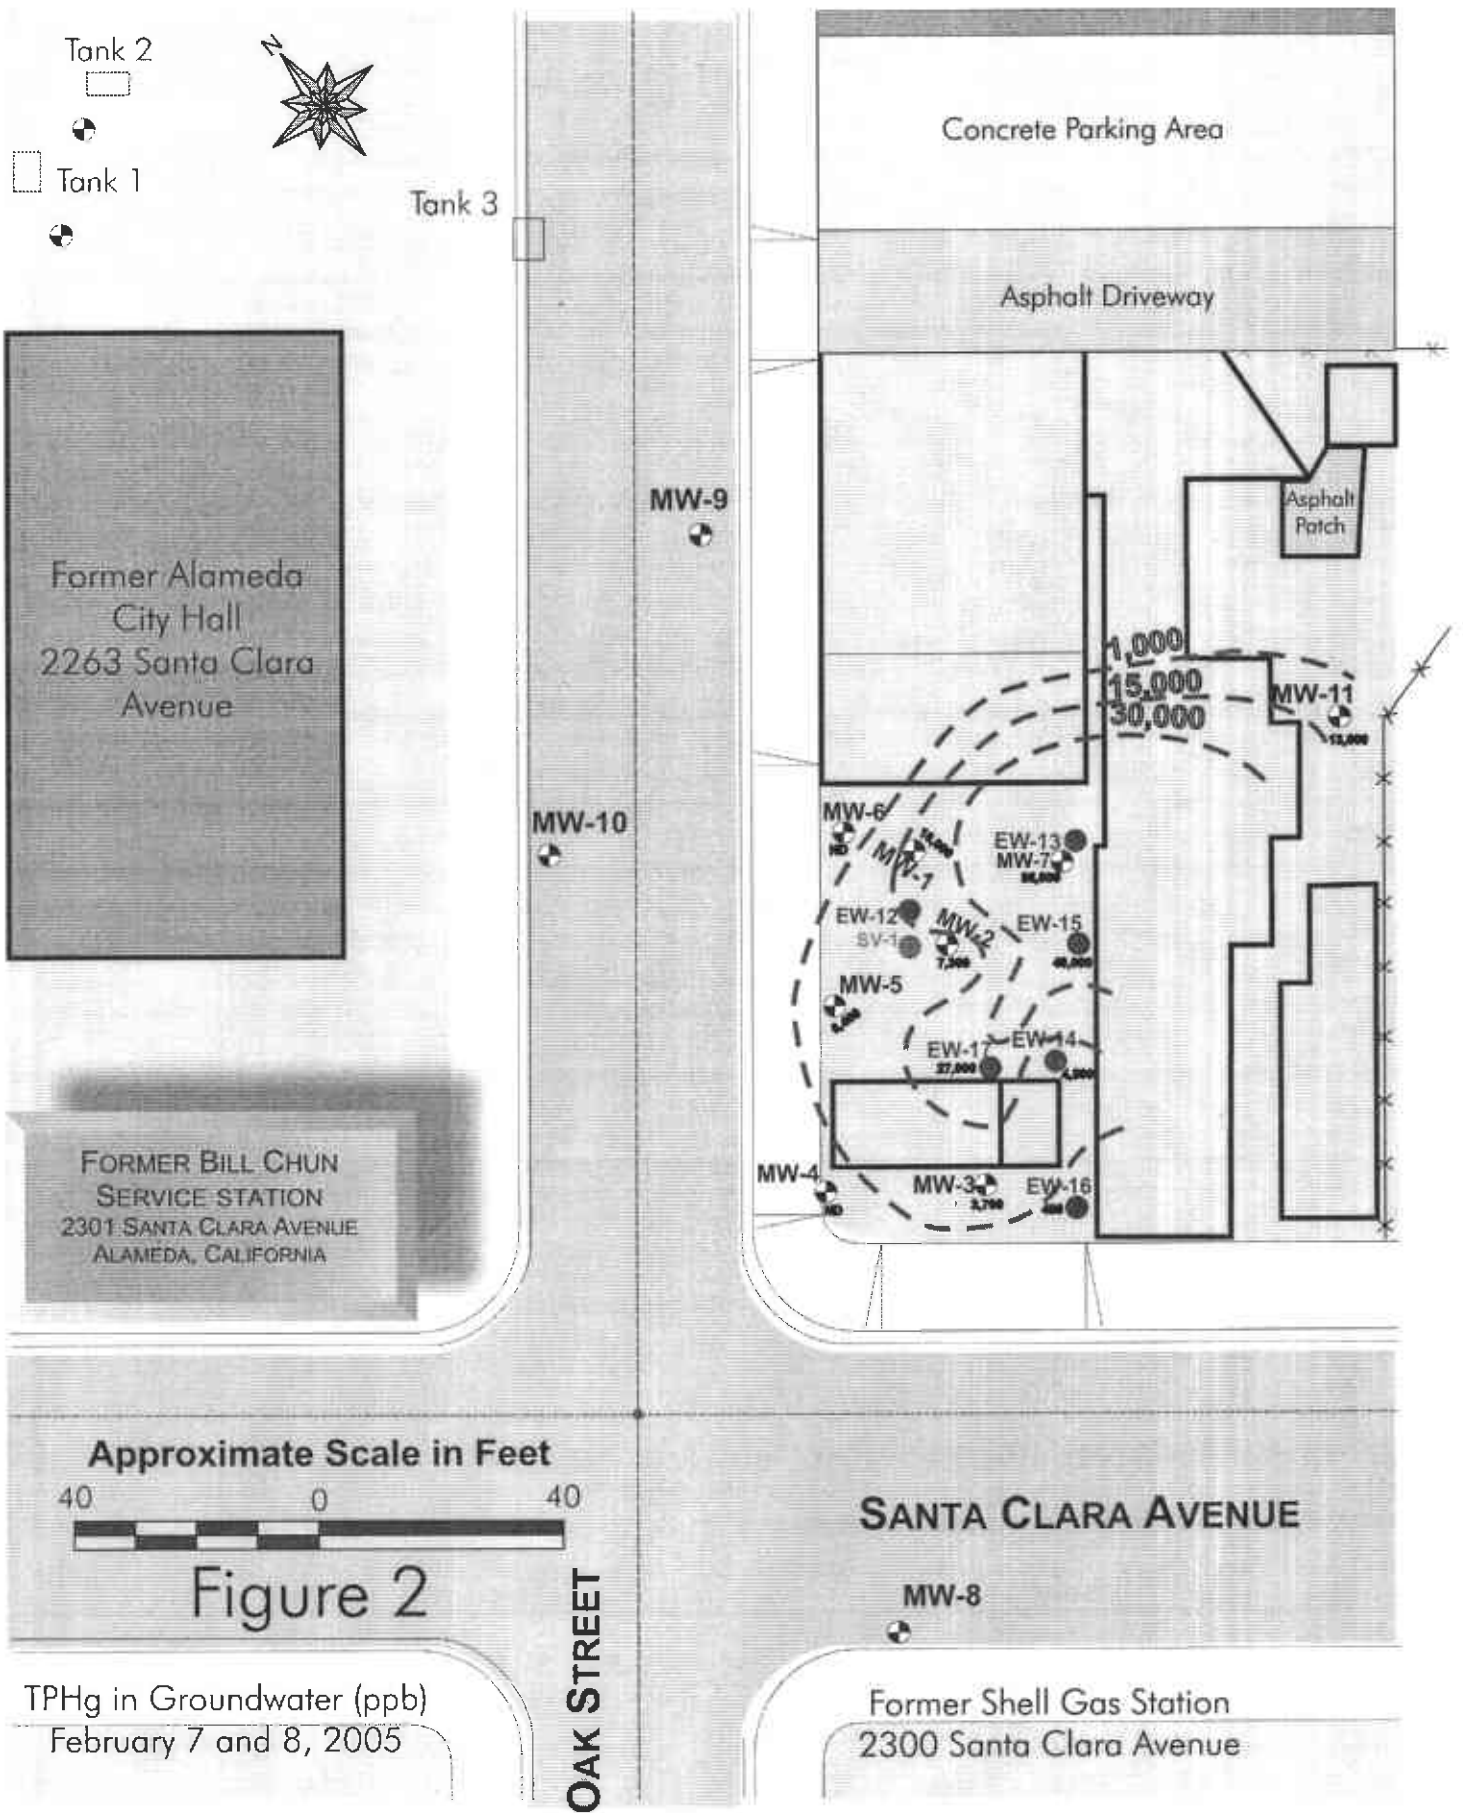 Tank 2
N
Tank 1
Tank 3
Concrete Parking Area
Asphalt Driveway
Asphalt
Patch
MW-9
Former Alameda
City Hall
2263 Santa Clara
Avenue
1,000
15,000
30,000
MW-11
13,000
MW-6
ND
MW-10
MW-1
EW-13
MW-7
EW-12
SV-1
MW-2
EW-15
MW-5
EW-17
27,000
EW-14
MW-4
ND
MW-3
EW-16
FORMER BILL CHUN
SERVICE STATION
2301 SANTA CLARA AVENUE
ALAMEDA, CALIFORNIA
Approximate Scale in Feet
40 0 40
Figure 2
SANTA CLARA AVENUE
OAK STREET
MW-8
TPHg in Groundwater (ppb)
February 7 and 8, 2005
Former Shell Gas Station
2300 Santa Clara Avenue